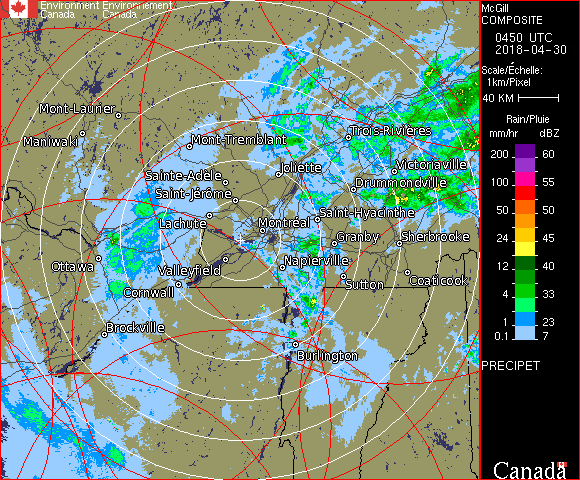 Environment Environnement
Canada Canada
McGill
COMPOSITE
0450 UTC
2018-04-30
Scale/Échelle:
1km/Pixel
40 KM
Rain/Pluie
mm/hr dBZ
200 60
100 55
50 50
24 45
12 40
4 33
1 23
0.1 7
PRECIPET
Canada
Mont-Laurier
Maniwaki
Mont-Tremblant
Trois-Rivières
Joliette
Victoriaville
Sainte-Adèle
Drummondville
Saint-Jérôme
Saint-Hyacinthe
Lachute
Montréal
Granby
Sherbrooke
Ottawa
Valleyfield
Napierville
Sutton
Coaticook
Cornwall
Brockville
Burlington